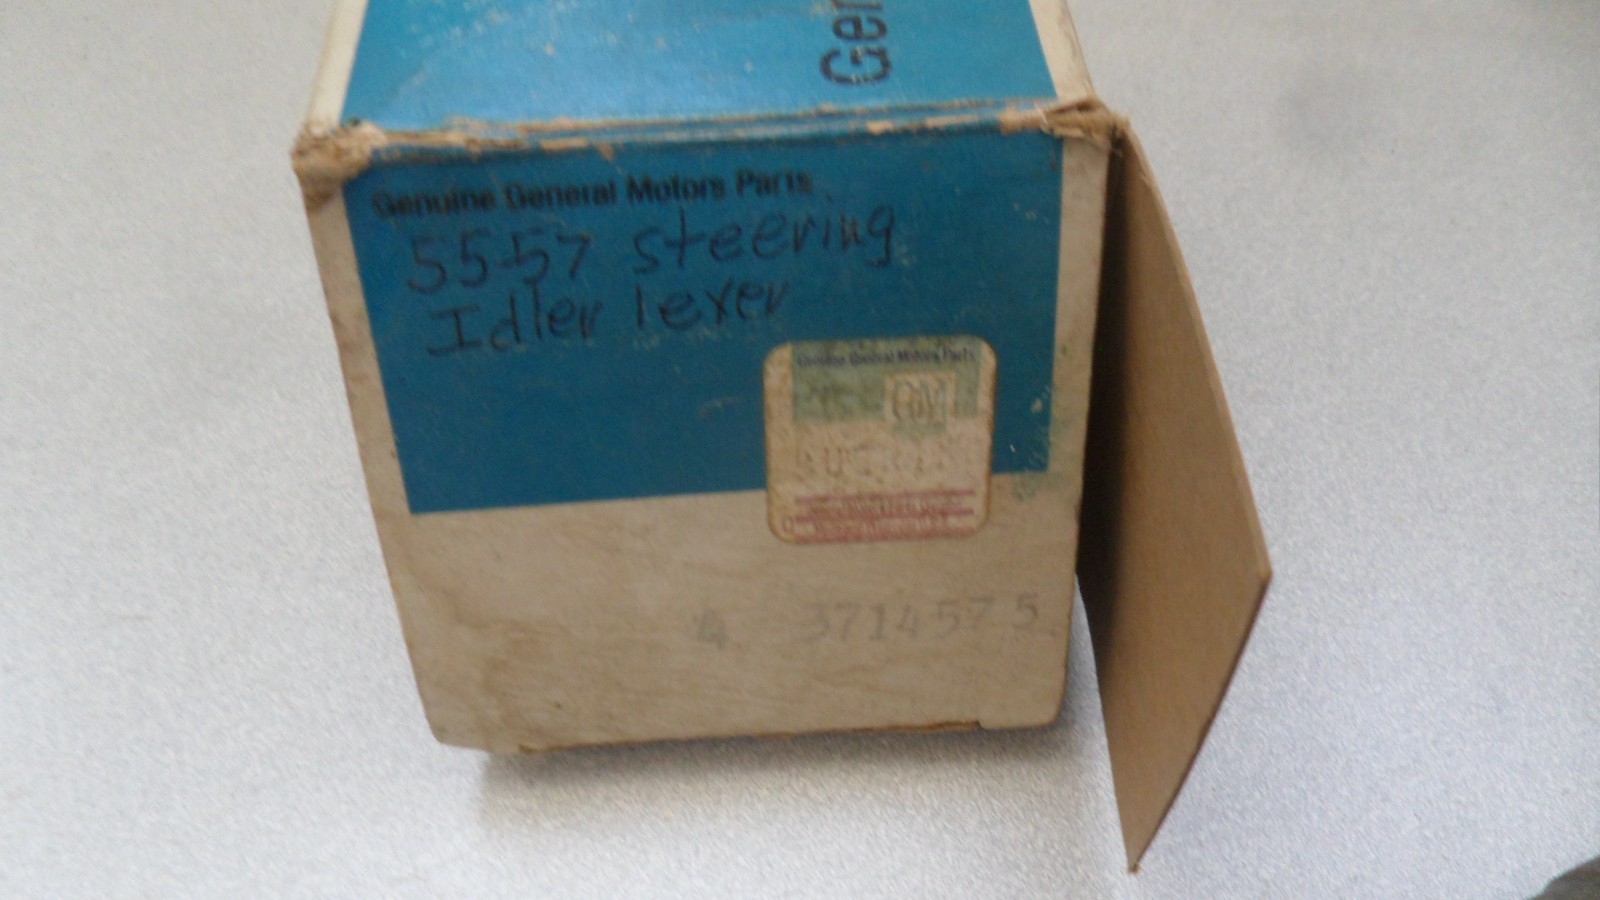 Gen
Genuine General Motors Parts
55-57 steering
Idler lever
Genuine General Motors Parts
GM
4 3714575